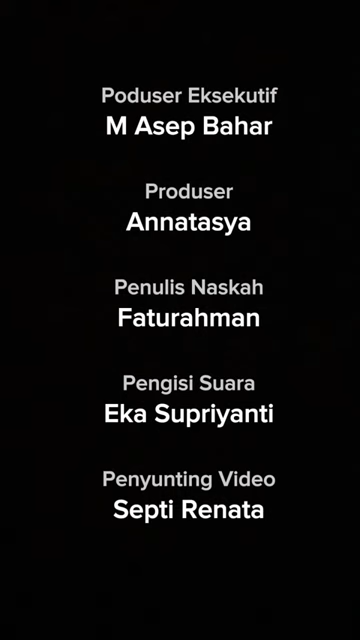 Poduser Eksekutif
M Asep Bahar
Produser
Annatasya
Penulis Naskah
Faturahman
Pengisi Suara
Eka Supriyanti
Penyunting Video
Septi Renata